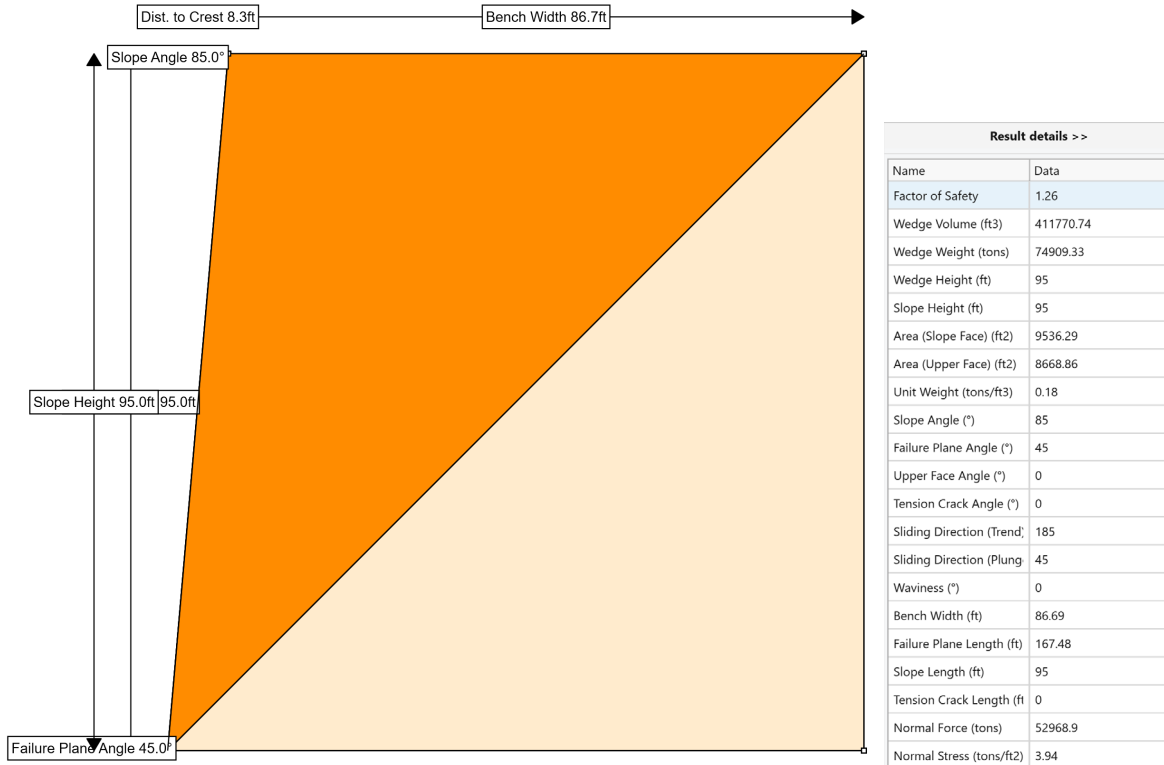 Dist. to Crest 8.3ft
Bench Width 86.7ft
Slope Angle 85.0°
Slope Height 95.0ft
95.0ft
Failure Plane Angle 45.0°
Result details >>
Name Data
Factor of Safety 1.26
Wedge Volume (ft3) 411770.74
Wedge Weight (tons) 74909.33
Wedge Height (ft) 95
Slope Height (ft) 95
Area (Slope Face) (ft2) 9536.29
Area (Upper Face) (ft2) 8668.86
Unit Weight (tons/ft3) 0.18
Slope Angle (°) 85
Failure Plane Angle (°) 45
Upper Face Angle (°) 0
Tension Crack Angle (°) 0
Sliding Direction (Trend) 185
Sliding Direction (Plung 45
Waviness (°) 0
Bench Width (ft) 86.69
Failure Plane Length (ft) 167.48
Slope Length (ft) 95
Tension Crack Length (ft 0
Normal Force (tons) 52968.9
Normal Stress (tons/ft2) 3.94